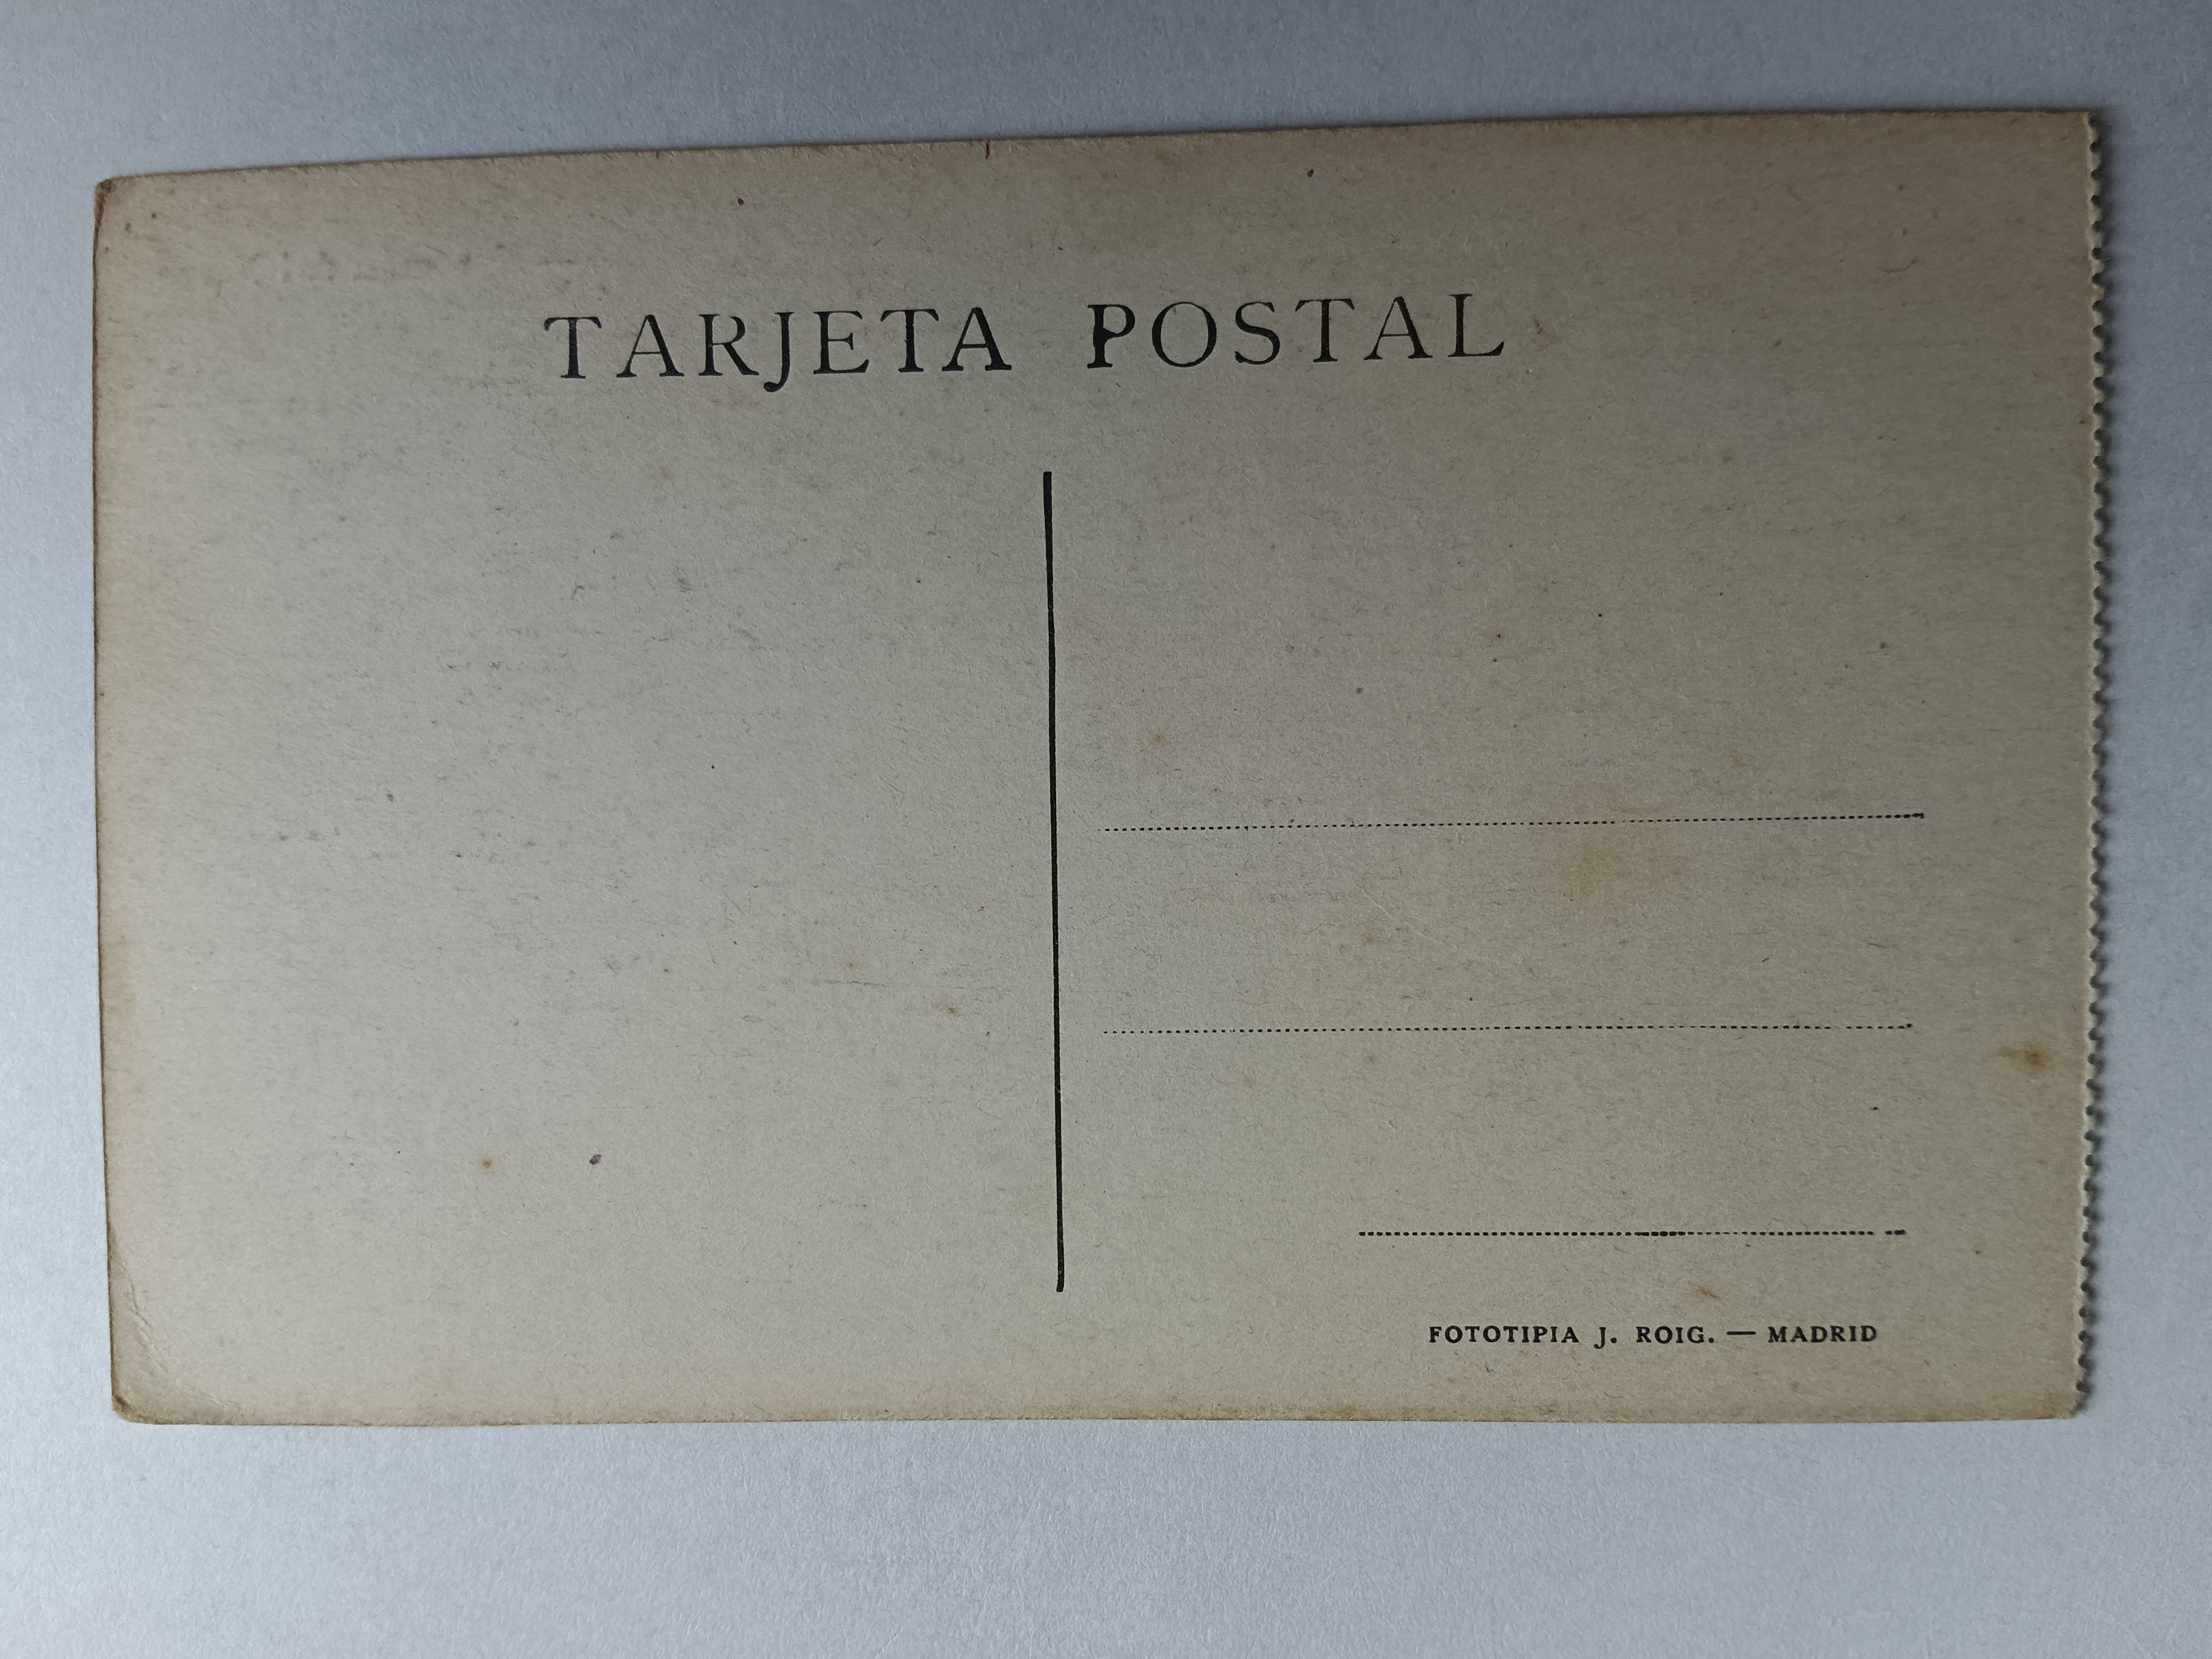 TARJETA POSTAL
FOTOTIPIA J. ROIG. — MADRID